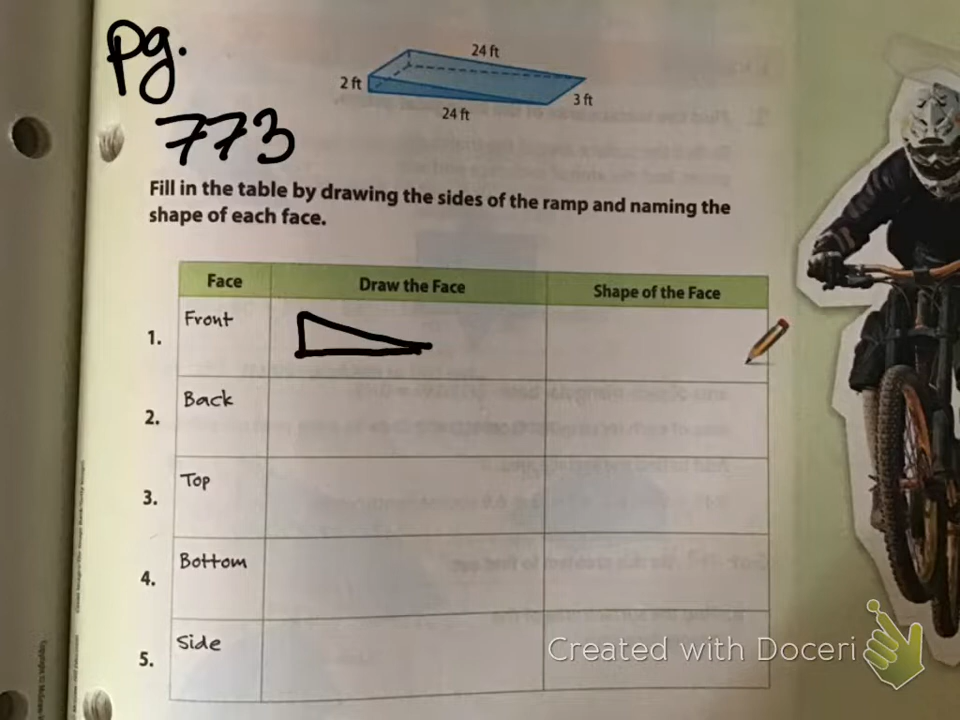 pg.
773
24 ft
2 ft
3 ft
24 ft
Fill in the table by drawing the sides of the ramp and naming the
shape of each face.
Face Draw the Face Shape of the Face
1. Front
2. Back
3. Top
4. Bottom
5. Side
Created with Doceri